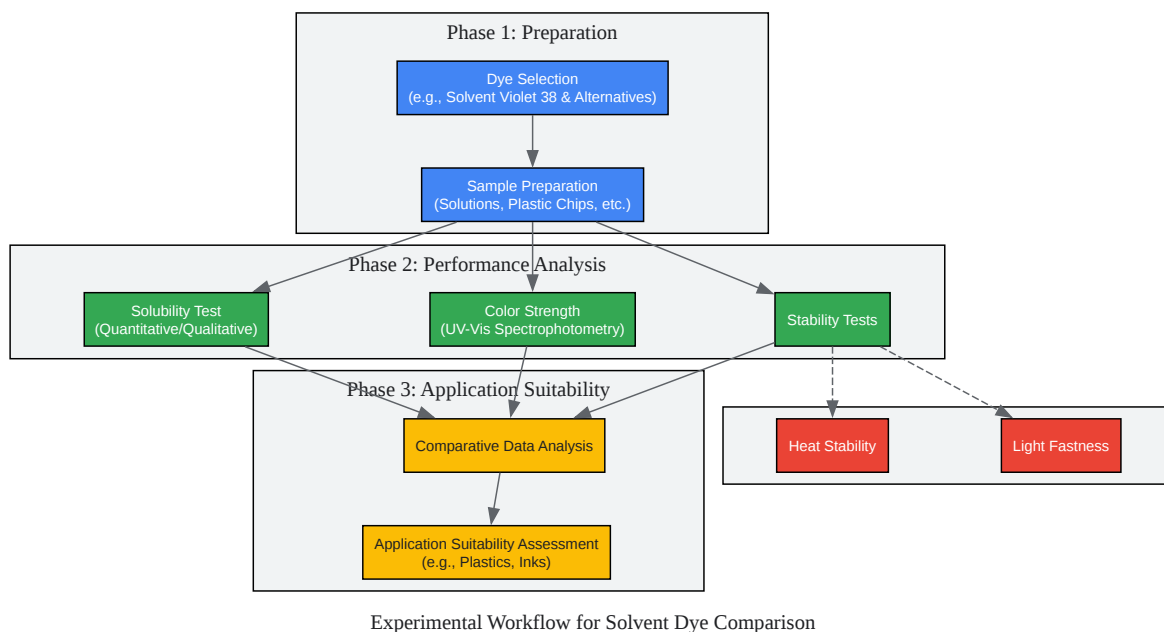 Phase 1: Preparation
Dye Selection
(e.g., Solvent Violet 38 & Alternatives)
Sample Preparation
(Solutions, Plastic Chips, etc.)
Phase 2: Performance Analysis
Solubility Test
(Quantitative/Qualitative)
Color Strength
(UV-Vis Spectrophotometry)
Stability Tests
Phase 3: Application Suitability
Comparative Data Analysis
Heat Stability
Light Fastness
Application Suitability Assessment
(e.g., Plastics, Inks)
Experimental Workflow for Solvent Dye Comparison